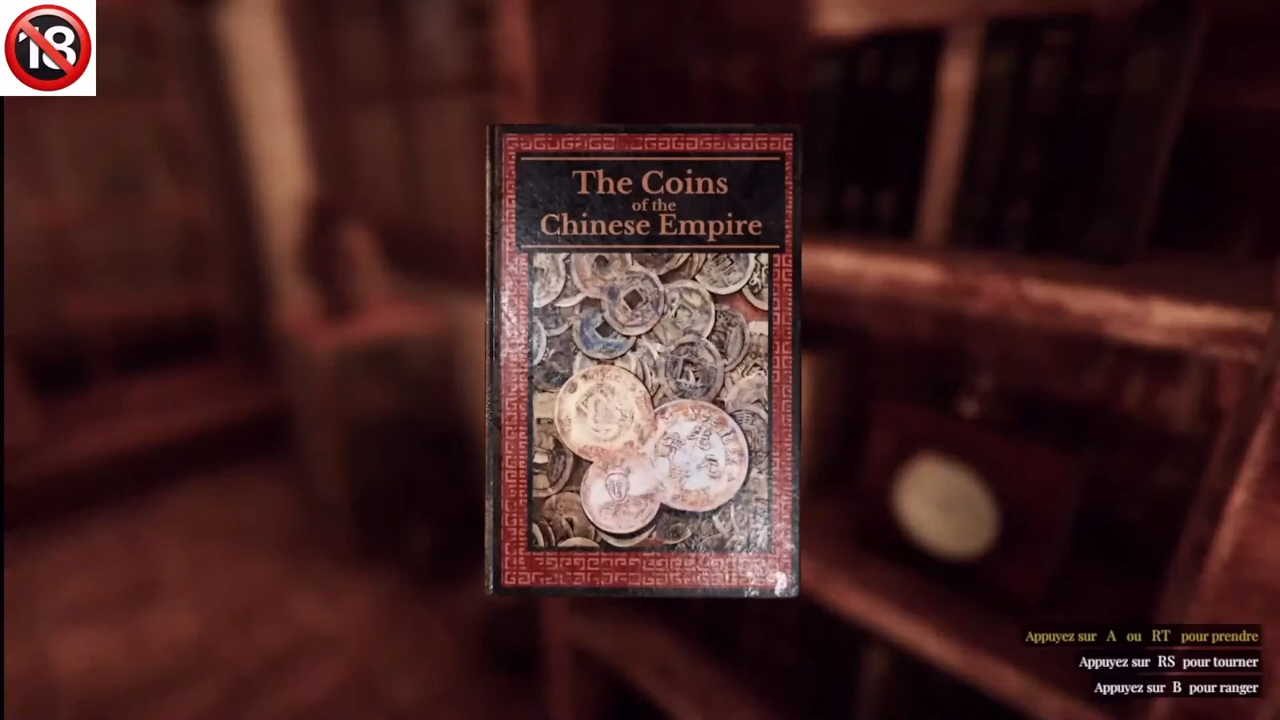 18
The Coins
of the
Chinese Empire
Appuyez sur A ou RT pour prendre
Appuyez sur RS pour tourner
Appuyez sur B pour ranger